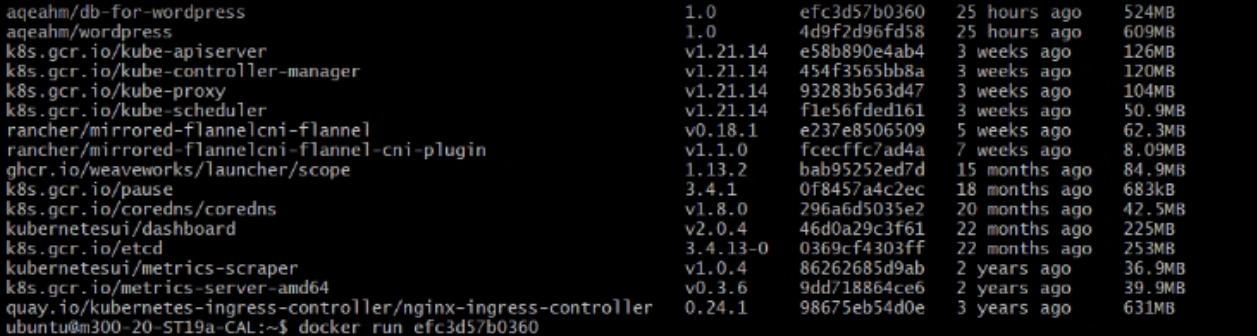 aqeahm/db-for-wordpress 1.0 efc3d57b0360 25 hours ago 524MB
aqeahm/wordpress 1.0 4d9f2d96fd58 25 hours ago 609MB
k8s.gcr.io/kube-apiserver v1.21.14 e58b890e4ab4 3 weeks ago 126MB
k8s.gcr.io/kube-controller-manager v1.21.14 454f3565bb8a 3 weeks ago 120MB
k8s.gcr.io/kube-proxy v1.21.14 93283b563d47 3 weeks ago 104MB
k8s.gcr.io/kube-scheduler v1.21.14 f1e56fded161 3 weeks ago 50.9MB
rancher/mirrored-flannelcni-flannel v0.18.1 e237e8506509 5 weeks ago 62.3MB
rancher/mirrored-flannelcni-flannel-cni-plugin v1.1.0 fcecffc7ad4a 7 weeks ago 8.09MB
ghcr.io/weaveworks/launcher/scope 1.13.2 bab95252ed7d 15 months ago 84.9MB
k8s.gcr.io/pause 3.4.1 0f8457a4c2ec 18 months ago 683kB
k8s.gcr.io/coredns/coredns v1.8.0 296a6d5035e2 20 months ago 42.5MB
kubernetesui/dashboard v2.0.4 46d0a29c3f61 22 months ago 225MB
k8s.gcr.io/etcd 3.4.13-0 0369cf4303ff 22 months ago 253MB
kubernetesui/metrics-scraper v1.0.4 86262685d9ab 2 years ago 36.9MB
k8s.gcr.io/metrics-server-amd64 v0.3.6 9dd718864ce6 2 years ago 39.9MB
quay.io/kubernetes-ingress-controller/nginx-ingress-controller 0.24.1 98675eb54d0e 3 years ago 631MB
ubuntu@m300-20-ST19a-CAL:~$ docker run efc3d57b0360